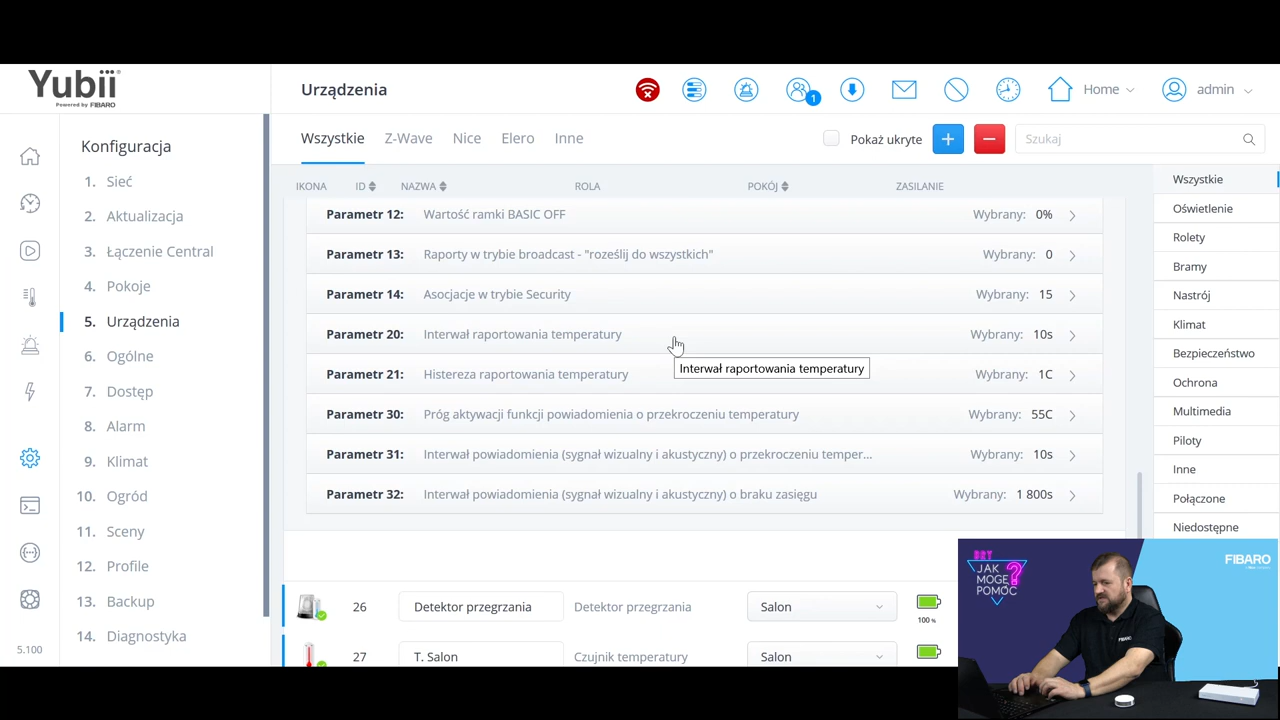 Yubii
Powered by FIBARO
Urządzenia
1
Home
admin
Konfiguracja
1. Sieć
2. Aktualizacja
3. Łączenie Central
4. Pokoje
5. Urządzenia
6. Ogólne
7. Dostęp
8. Alarm
9. Klimat
10. Ogród
11. Sceny
12. Profile
13. Backup
14. Diagnostyka
5.100
Wszystkie Z-Wave Nice Elero Inne
Pokaż ukryte + −
Szukaj
IKONA ID NAZWA ROLA POKÓJ ZASILANIE
Parametr 12: Wartość ramki BASIC OFF Wybrany: 0%
Parametr 13: Raporty w trybie broadcast - "roześlij do wszystkich" Wybrany: 0
Parametr 14: Asocjacje w trybie Security Wybrany: 15
Parametr 20: Interwał raportowania temperatury Wybrany: 10s
Interwał raportowania temperatury
Parametr 21: Histereza raportowania temperatury Wybrany: 1C
Parametr 30: Próg aktywacji funkcji powiadomienia o przekroczeniu temperatury Wybrany: 55C
Parametr 31: Interwał powiadomienia (sygnał wizualny i akustyczny) o przekroczeniu temper... Wybrany: 10s
Parametr 32: Interwał powiadomienia (sygnał wizualny i akustyczny) o braku zasięgu Wybrany: 1 800s
26 Detektor przegrzania Detektor przegrzania Salon 100 %
27 T. Salon Czujnik temperatury Salon
Wszystkie
Oświetlenie
Rolety
Bramy
Nastrój
Klimat
Bezpieczeństwo
Ochrona
Multimedia
Piloty
Inne
Połączone
Niedostępne
JAK
MOGĘ
POMÓC
?
FIBARO
FIBARO